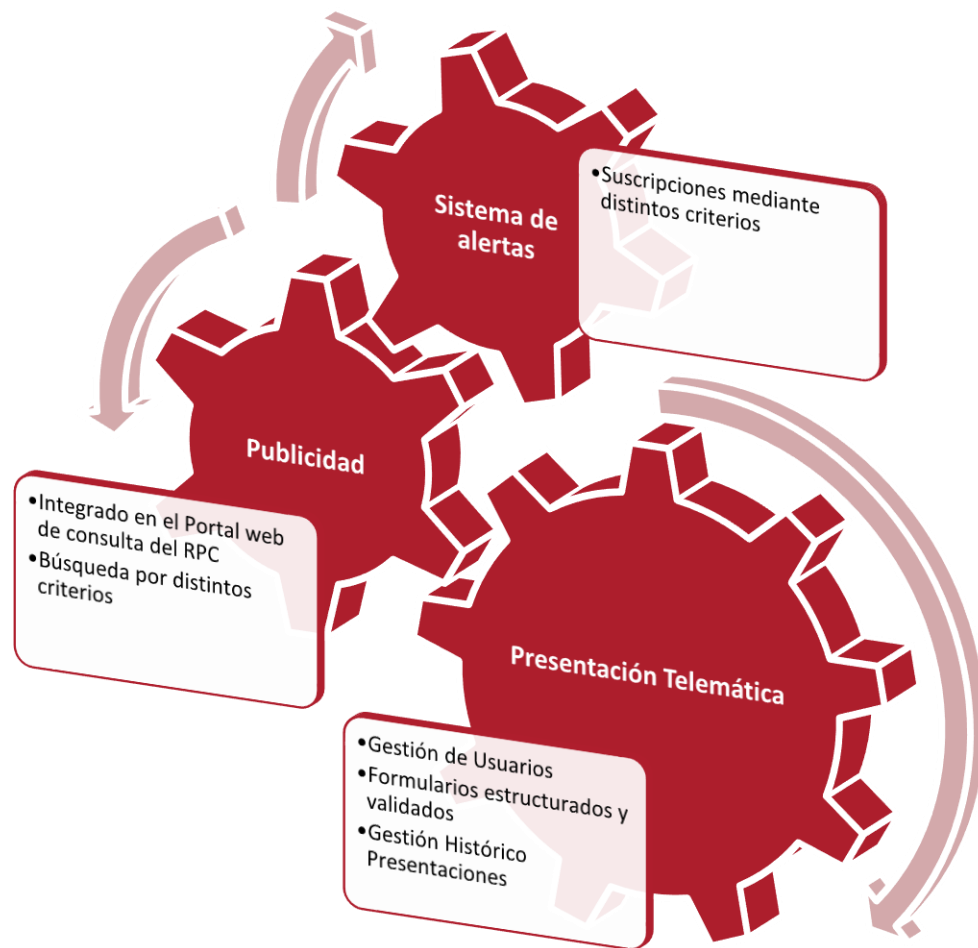 Sistema de
alertas
•Suscripciones mediante
distintos criterios
Publicidad
•Integrado en el Portal web
de consulta del RPC
•Búsqueda por distintos
criterios
Presentación Telemática
•Gestión de Usuarios
•Formularios estructurados y
validados
•Gestión Histórico
Presentaciones